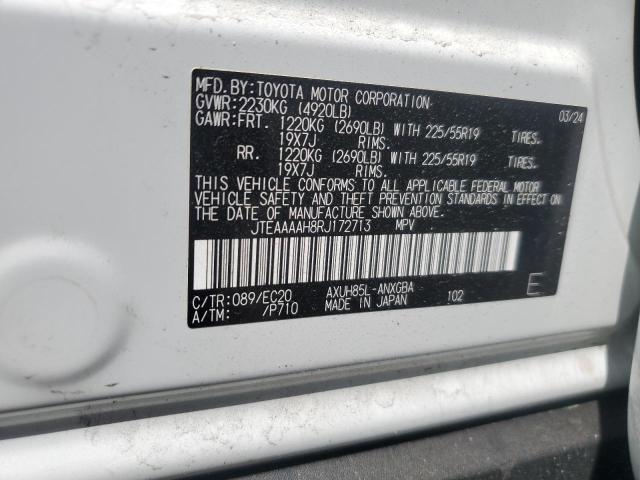 MFD. BY: TOYOTA MOTOR CORPORATION 03/24
GVWR: 2230KG (4920LB)
GAWR: FRT. 1220KG (2690LB) WITH 225/55R19 TIRES.
19X7J RIMS.
RR. 1220KG (2690LB) WITH 225/55R19 TIRES.
19X7J RIMS.
THIS VEHICLE CONFORMS TO ALL APPLICABLE FEDERAL MOTOR
VEHICLE SAFETY AND THEFT PREVENTION STANDARDS IN EFFECT ON
THE DATE OF MANUFACTURE SHOWN ABOVE.
JTEAAAAH8RJ172713 MPV
C/TR: 089/EC20 AXUH85L-ANXGBA E
A/TM: /P710 MADE IN JAPAN 102